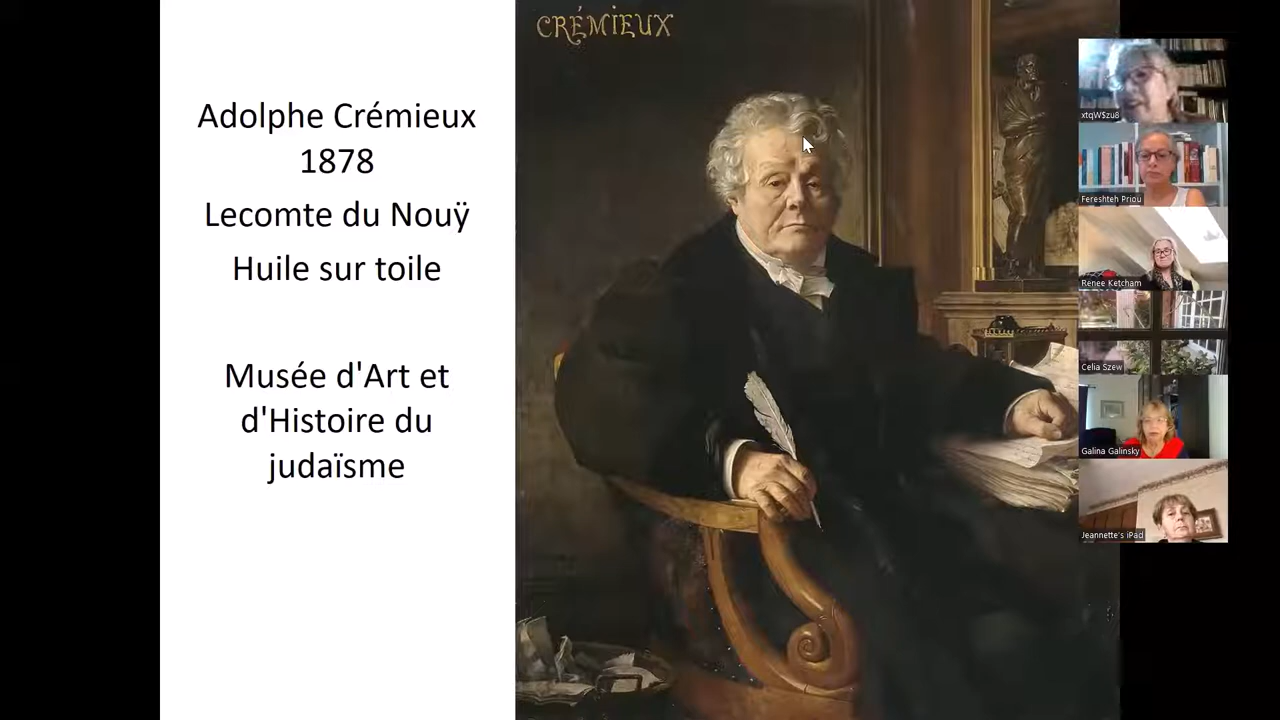 Adolphe Crémieux
1878
Lecomte du Nouÿ
Huile sur toile
Musée d'Art et
d'Histoire du
judaïsme
CRÉMIEUX
xtqW$zu8
Fereshteh Priou
Renee Ketcham
Celia Szew
Galina Galinsky
Jeannette's iPad